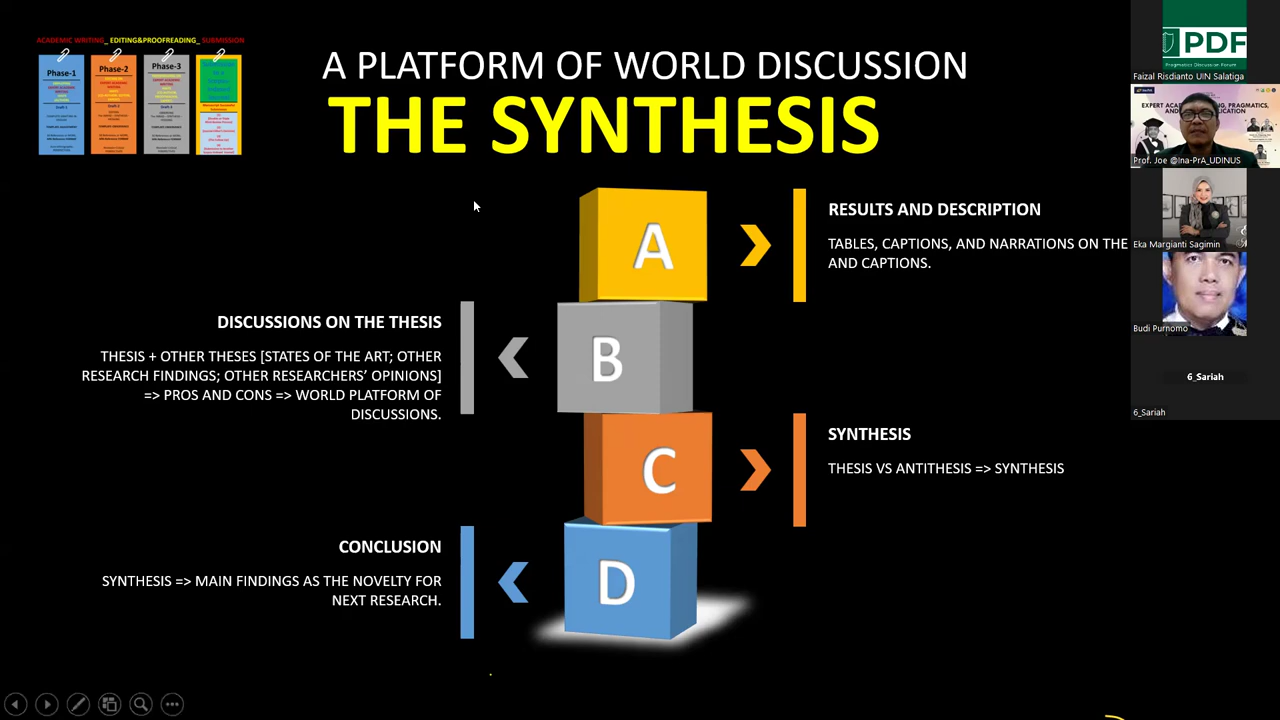 ACADEMIC WRITING_ EDITING&PROOFREADING_ SUBMISSION
Phase-1
Phase-2
Phase-3
A PLATFORM OF WORLD DISCUSSION
THE SYNTHESIS
A
RESULTS AND DESCRIPTION
TABLES, CAPTIONS, AND NARRATIONS ON THE
AND CAPTIONS.
DISCUSSIONS ON THE THESIS
THESIS + OTHER THESES [STATES OF THE ART; OTHER
RESEARCH FINDINGS; OTHER RESEARCHERS’ OPINIONS]
=> PROS AND CONS => WORLD PLATFORM OF
DISCUSSIONS.
B
C
SYNTHESIS
THESIS VS ANTITHESIS => SYNTHESIS
CONCLUSION
SYNTHESIS => MAIN FINDINGS AS THE NOVELTY FOR
NEXT RESEARCH.
D
PDF
Pragmatics Discussion Forum
Faizal Risdianto UIN Salatiga
Prof. Joe @Ina-PrA_UDINUS
Eka Margianti Sagimin
Budi Purnomo
6_Sariah
6_Sariah